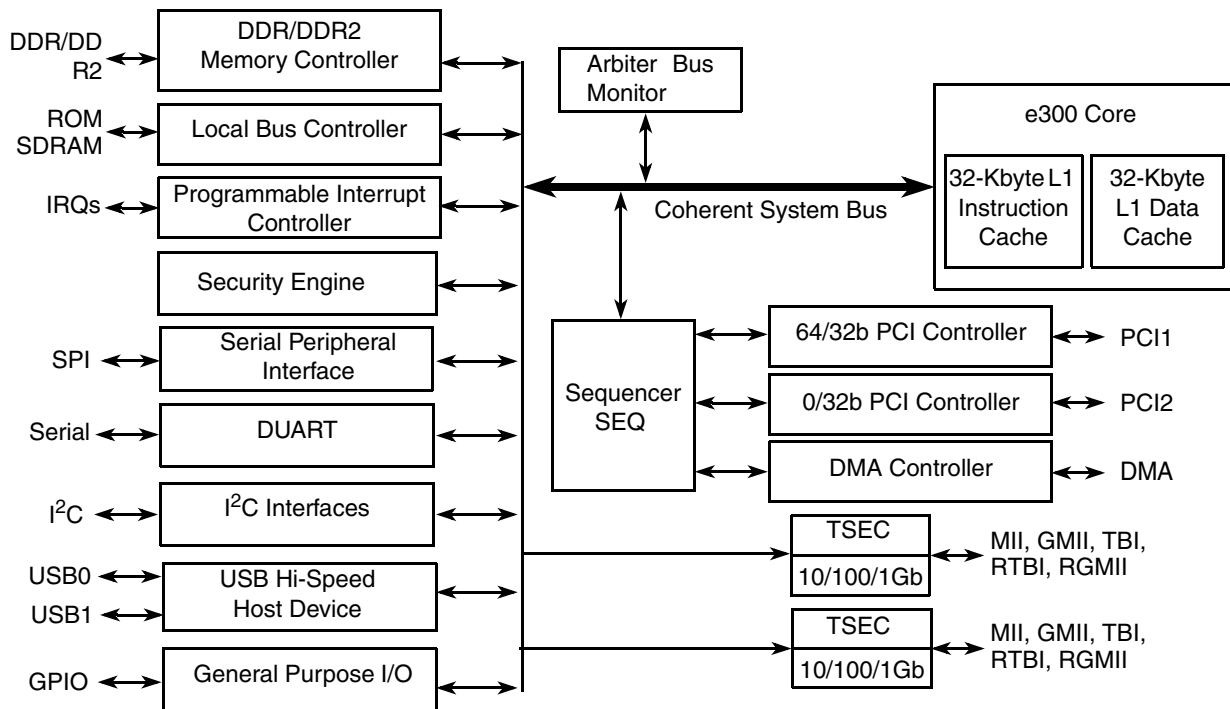 DDR/DD
R2
DDR/DDR2
Memory Controller
ROM
SDRAM
Local Bus Controller
IRQs
Programmable Interrupt
Controller
Security Engine
SPI
Serial Peripheral
Interface
Serial
DUART
I²C
I²C Interfaces
USB0
USB1
USB Hi-Speed
Host Device
GPIO
General Purpose I/O
Arbiter Bus
Monitor
Coherent System Bus
e300 Core
32-Kbyte L1
Instruction
Cache
32-Kbyte
L1 Data
Cache
Sequencer
SEQ
64/32b PCI Controller
PCI1
0/32b PCI Controller
PCI2
DMA Controller
DMA
TSEC
10/100/1Gb
MII, GMII, TBI,
RTBI, RGMII
TSEC
10/100/1Gb
MII, GMII, TBI,
RTBI, RGMII